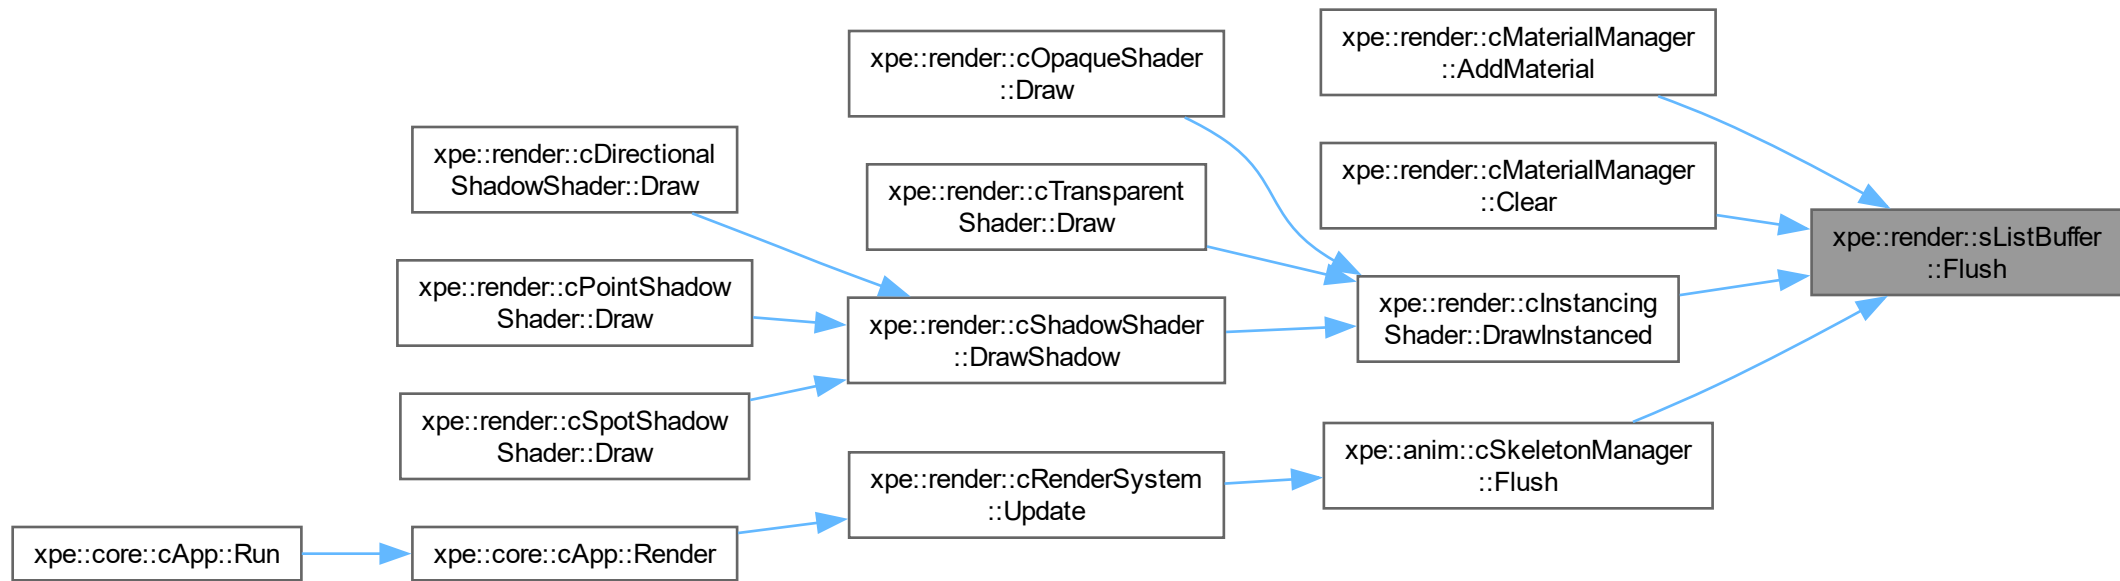 xpe::render::cMaterialManager
::AddMaterial
xpe::render::cOpaqueShader
::Draw
xpe::render::cDirectional
ShadowShader::Draw
xpe::render::cMaterialManager
::Clear
xpe::render::cTransparent
Shader::Draw
xpe::render::sListBuffer
::Flush
xpe::render::cPointShadow
Shader::Draw
xpe::render::cInstancing
Shader::DrawInstanced
xpe::render::cShadowShader
::DrawShadow
xpe::render::cSpotShadow
Shader::Draw
xpe::anim::cSkeletonManager
::Flush
xpe::render::cRenderSystem
::Update
xpe::core::cApp::Run
xpe::core::cApp::Render